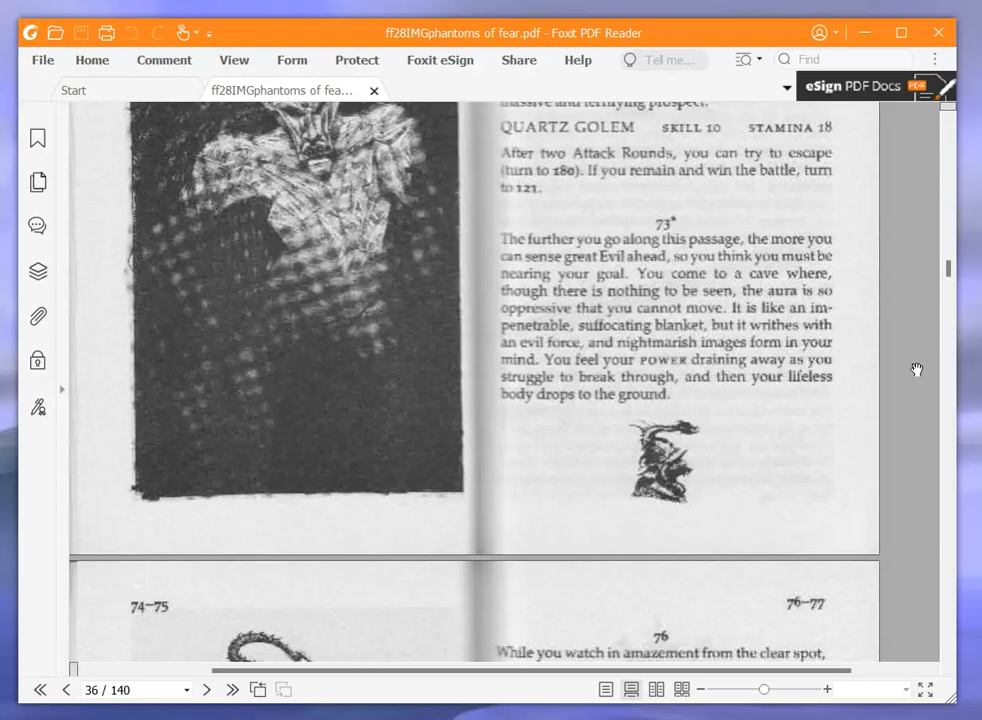 ff28IMGphantoms of fear.pdf - Foxit PDF Reader
File Home Comment View Form Protect Foxit eSign Share Help Tell me... Find
Start ff28IMGphantoms of fea... eSign PDF Docs PDF
massive and terrifying prospect.
QUARTZ GOLEM SKILL 10 STAMINA 18
After two Attack Rounds, you can try to escape
(turn to 180). If you remain and win the battle, turn
to 121.
73*
The further you go along this passage, the more you
can sense great Evil ahead, so you think you must be
nearing your goal. You come to a cave where,
though there is nothing to be seen, the aura is so
oppressive that you cannot move. It is like an im-
penetrable, suffocating blanket, but it writhes with
an evil force, and nightmarish images form in your
mind. You feel your POWER draining away as you
struggle to break through, and then your lifeless
body drops to the ground.
74–75
76–77
76
While you watch in amazement from the clear spot,
36 / 140